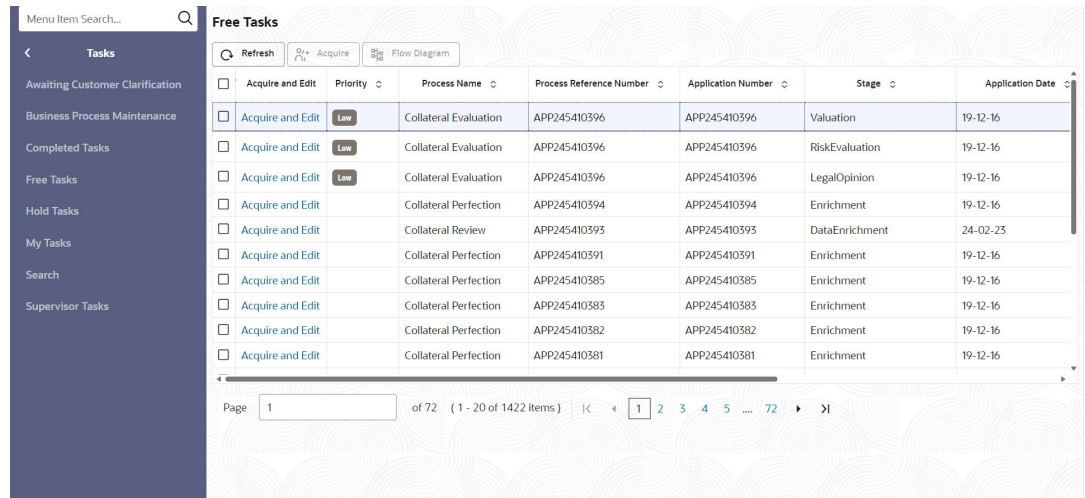 Menu Item Search...
Tasks
Awaiting Customer Clarification
Business Process Maintenance
Completed Tasks
Free Tasks
Hold Tasks
My Tasks
Search
Supervisor Tasks
Free Tasks
Refresh Acquire Flow Diagram
Acquire and Edit Priority Process Name Process Reference Number Application Number Stage Application Date
Acquire and Edit Low Collateral Evaluation APP245410396 APP245410396 Valuation 19-12-16
Acquire and Edit Low Collateral Evaluation APP245410396 APP245410396 RiskEvaluation 19-12-16
Acquire and Edit Low Collateral Evaluation APP245410396 APP245410396 LegalOpinion 19-12-16
Acquire and Edit Collateral Perfection APP245410394 APP245410394 Enrichment 19-12-16
Acquire and Edit Collateral Review APP245410393 APP245410393 DataEnrichment 24-02-23
Acquire and Edit Collateral Perfection APP245410391 APP245410391 Enrichment 19-12-16
Acquire and Edit Collateral Perfection APP245410385 APP245410385 Enrichment 19-12-16
Acquire and Edit Collateral Perfection APP245410383 APP245410383 Enrichment 19-12-16
Acquire and Edit Collateral Perfection APP245410382 APP245410382 Enrichment 19-12-16
Acquire and Edit Collateral Perfection APP245410381 APP245410381 Enrichment 19-12-16
Page 1 of 72 ( 1 - 20 of 1422 items ) 1 2 3 4 5 .... 72